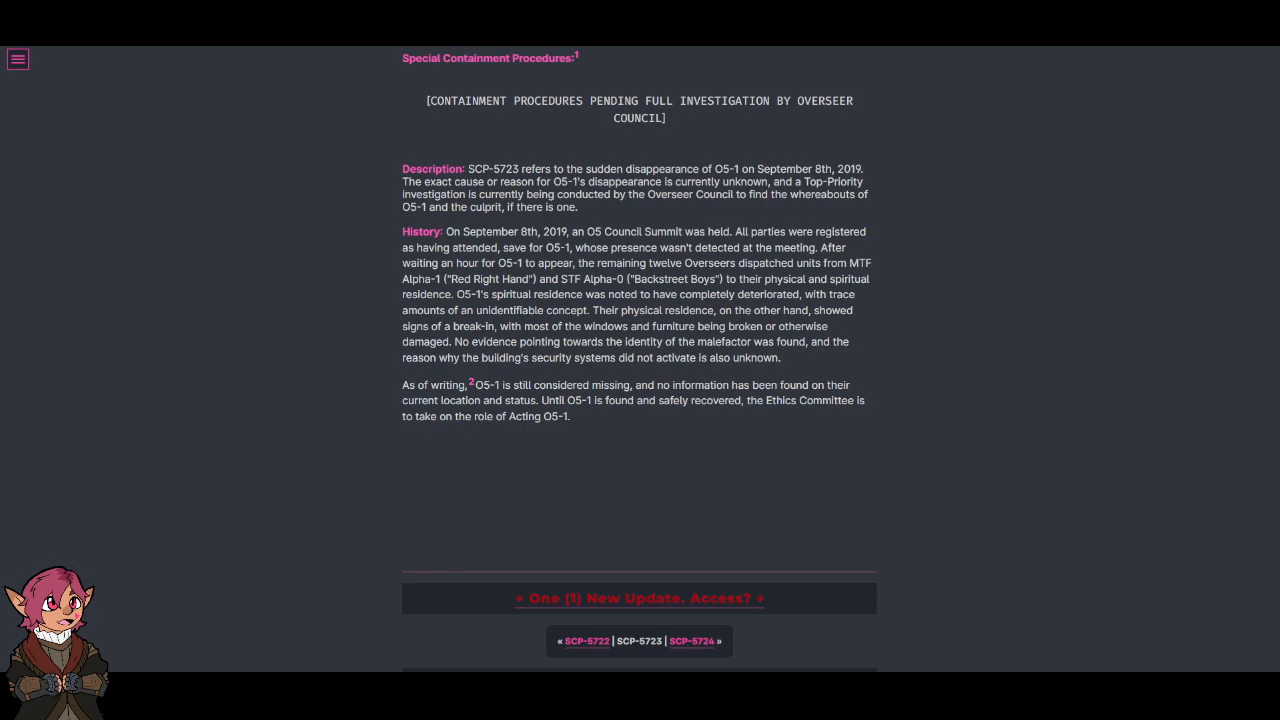 Special Containment Procedures:1
[CONTAINMENT PROCEDURES PENDING FULL INVESTIGATION BY OVERSEER
COUNCIL]
Description: SCP-5723 refers to the sudden disappearance of O5-1 on September 8th, 2019.
The exact cause or reason for O5-1's disappearance is currently unknown, and a Top-Priority
investigation is currently being conducted by the Overseer Council to find the whereabouts of
O5-1 and the culprit, if there is one.
History: On September 8th, 2019, an O5 Council Summit was held. All parties were registered
as having attended, save for O5-1, whose presence wasn't detected at the meeting. After
waiting an hour for O5-1 to appear, the remaining twelve Overseers dispatched units from MTF
Alpha-1 ("Red Right Hand") and STF Alpha-0 ("Backstreet Boys") to their physical and spiritual
residence. O5-1's spiritual residence was noted to have completely deteriorated, with trace
amounts of an unidentifiable concept. Their physical residence, on the other hand, showed
signs of a break-in, with most of the windows and furniture being broken or otherwise
damaged. No evidence pointing towards the identity of the malefactor was found, and the
reason why the building's security systems did not activate is also unknown.
As of writing,2 O5-1 is still considered missing, and no information has been found on their
current location and status. Until O5-1 is found and safely recovered, the Ethics Committee is
to take on the role of Acting O5-1.
+ One (1) New Update. Access? +
« SCP-5722 | SCP-5723 | SCP-5724 »